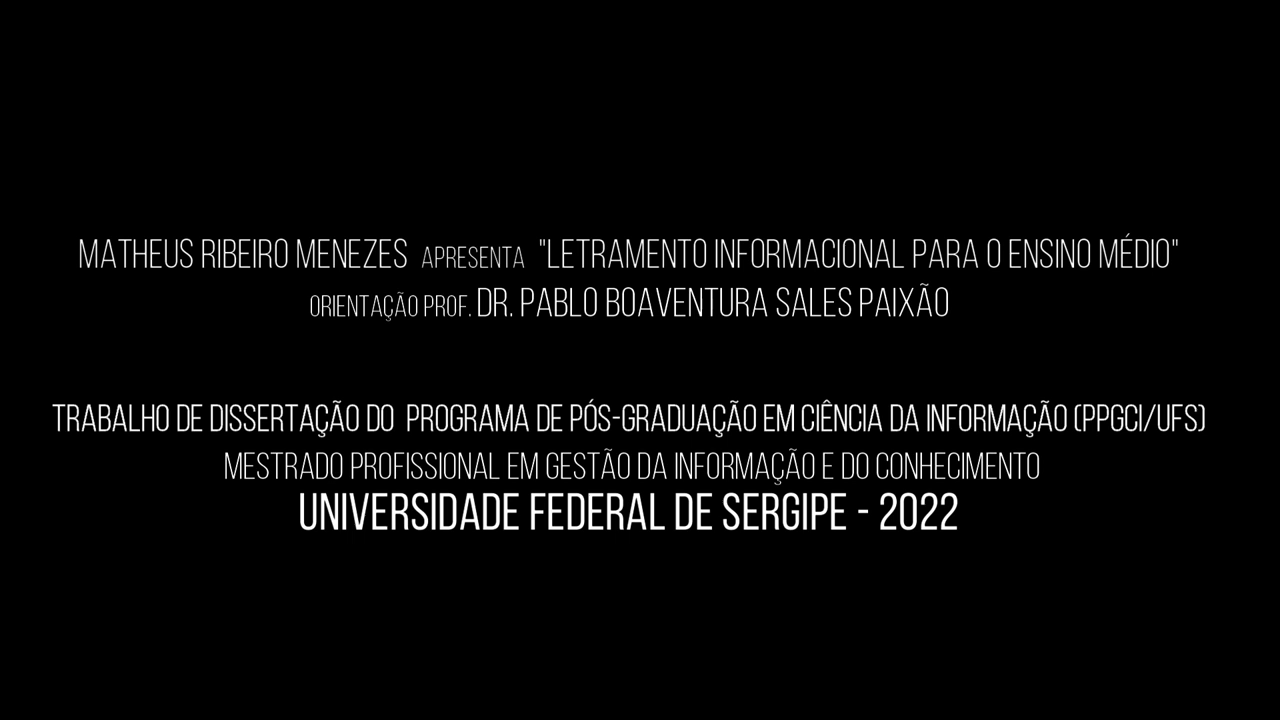 MATHEUS RIBEIRO MENEZES APRESENTA "LETRAMENTO INFORMACIONAL PARA O ENSINO MÉDIO"
ORIENTAÇÃO PROF. DR. PABLO BOAVENTURA SALES PAIXÃO
TRABALHO DE DISSERTAÇÃO DO PROGRAMA DE PÓS-GRADUAÇÃO EM CIÊNCIA DA INFORMAÇÃO (PPGCI/UFS)
MESTRADO PROFISSIONAL EM GESTÃO DA INFORMAÇÃO E DO CONHECIMENTO
UNIVERSIDADE FEDERAL DE SERGIPE - 2022